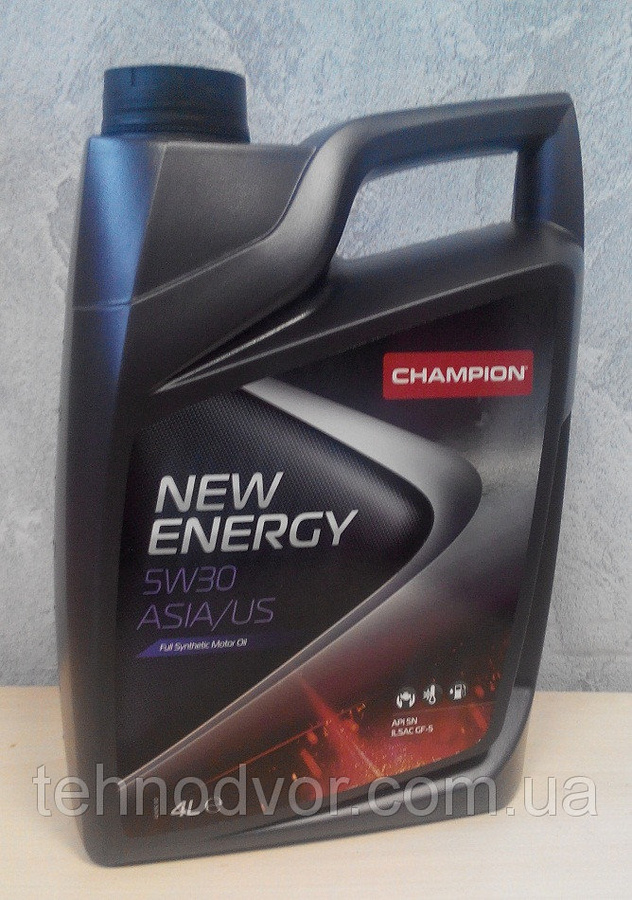 CHAMPION
NEW
ENERGY
5W30
ASIA/US
Full Synthetic Motor Oil
API SN
ILSAC GF-5
4L e
tehnodvor.com.ua